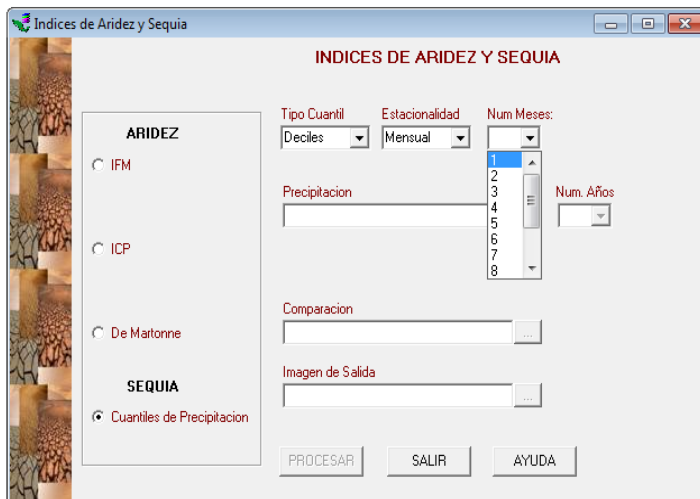 Indices de Aridez y Sequia
INDICES DE ARIDEZ Y SEQUIA
ARIDEZ
IFM
ICP
De Martonne
SEQUIA
Cuantiles de Precipitacion
Tipo Cuantil Estacionalidad Num Meses:
Deciles Mensual
1
2
3
4
5
6
7
8
Precipitacion Num. Años
Comparacion
...
Imagen de Salida
...
PROCESAR SALIR AYUDA